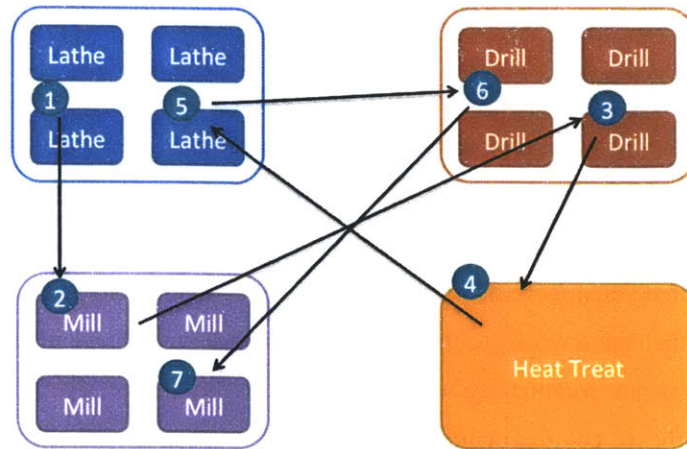 Lathe Lathe
1 5
Lathe Lathe
Drill Drill
6 3
Drill Drill
2
Mill Mill
7
Mill Mill
4
Heat Treat